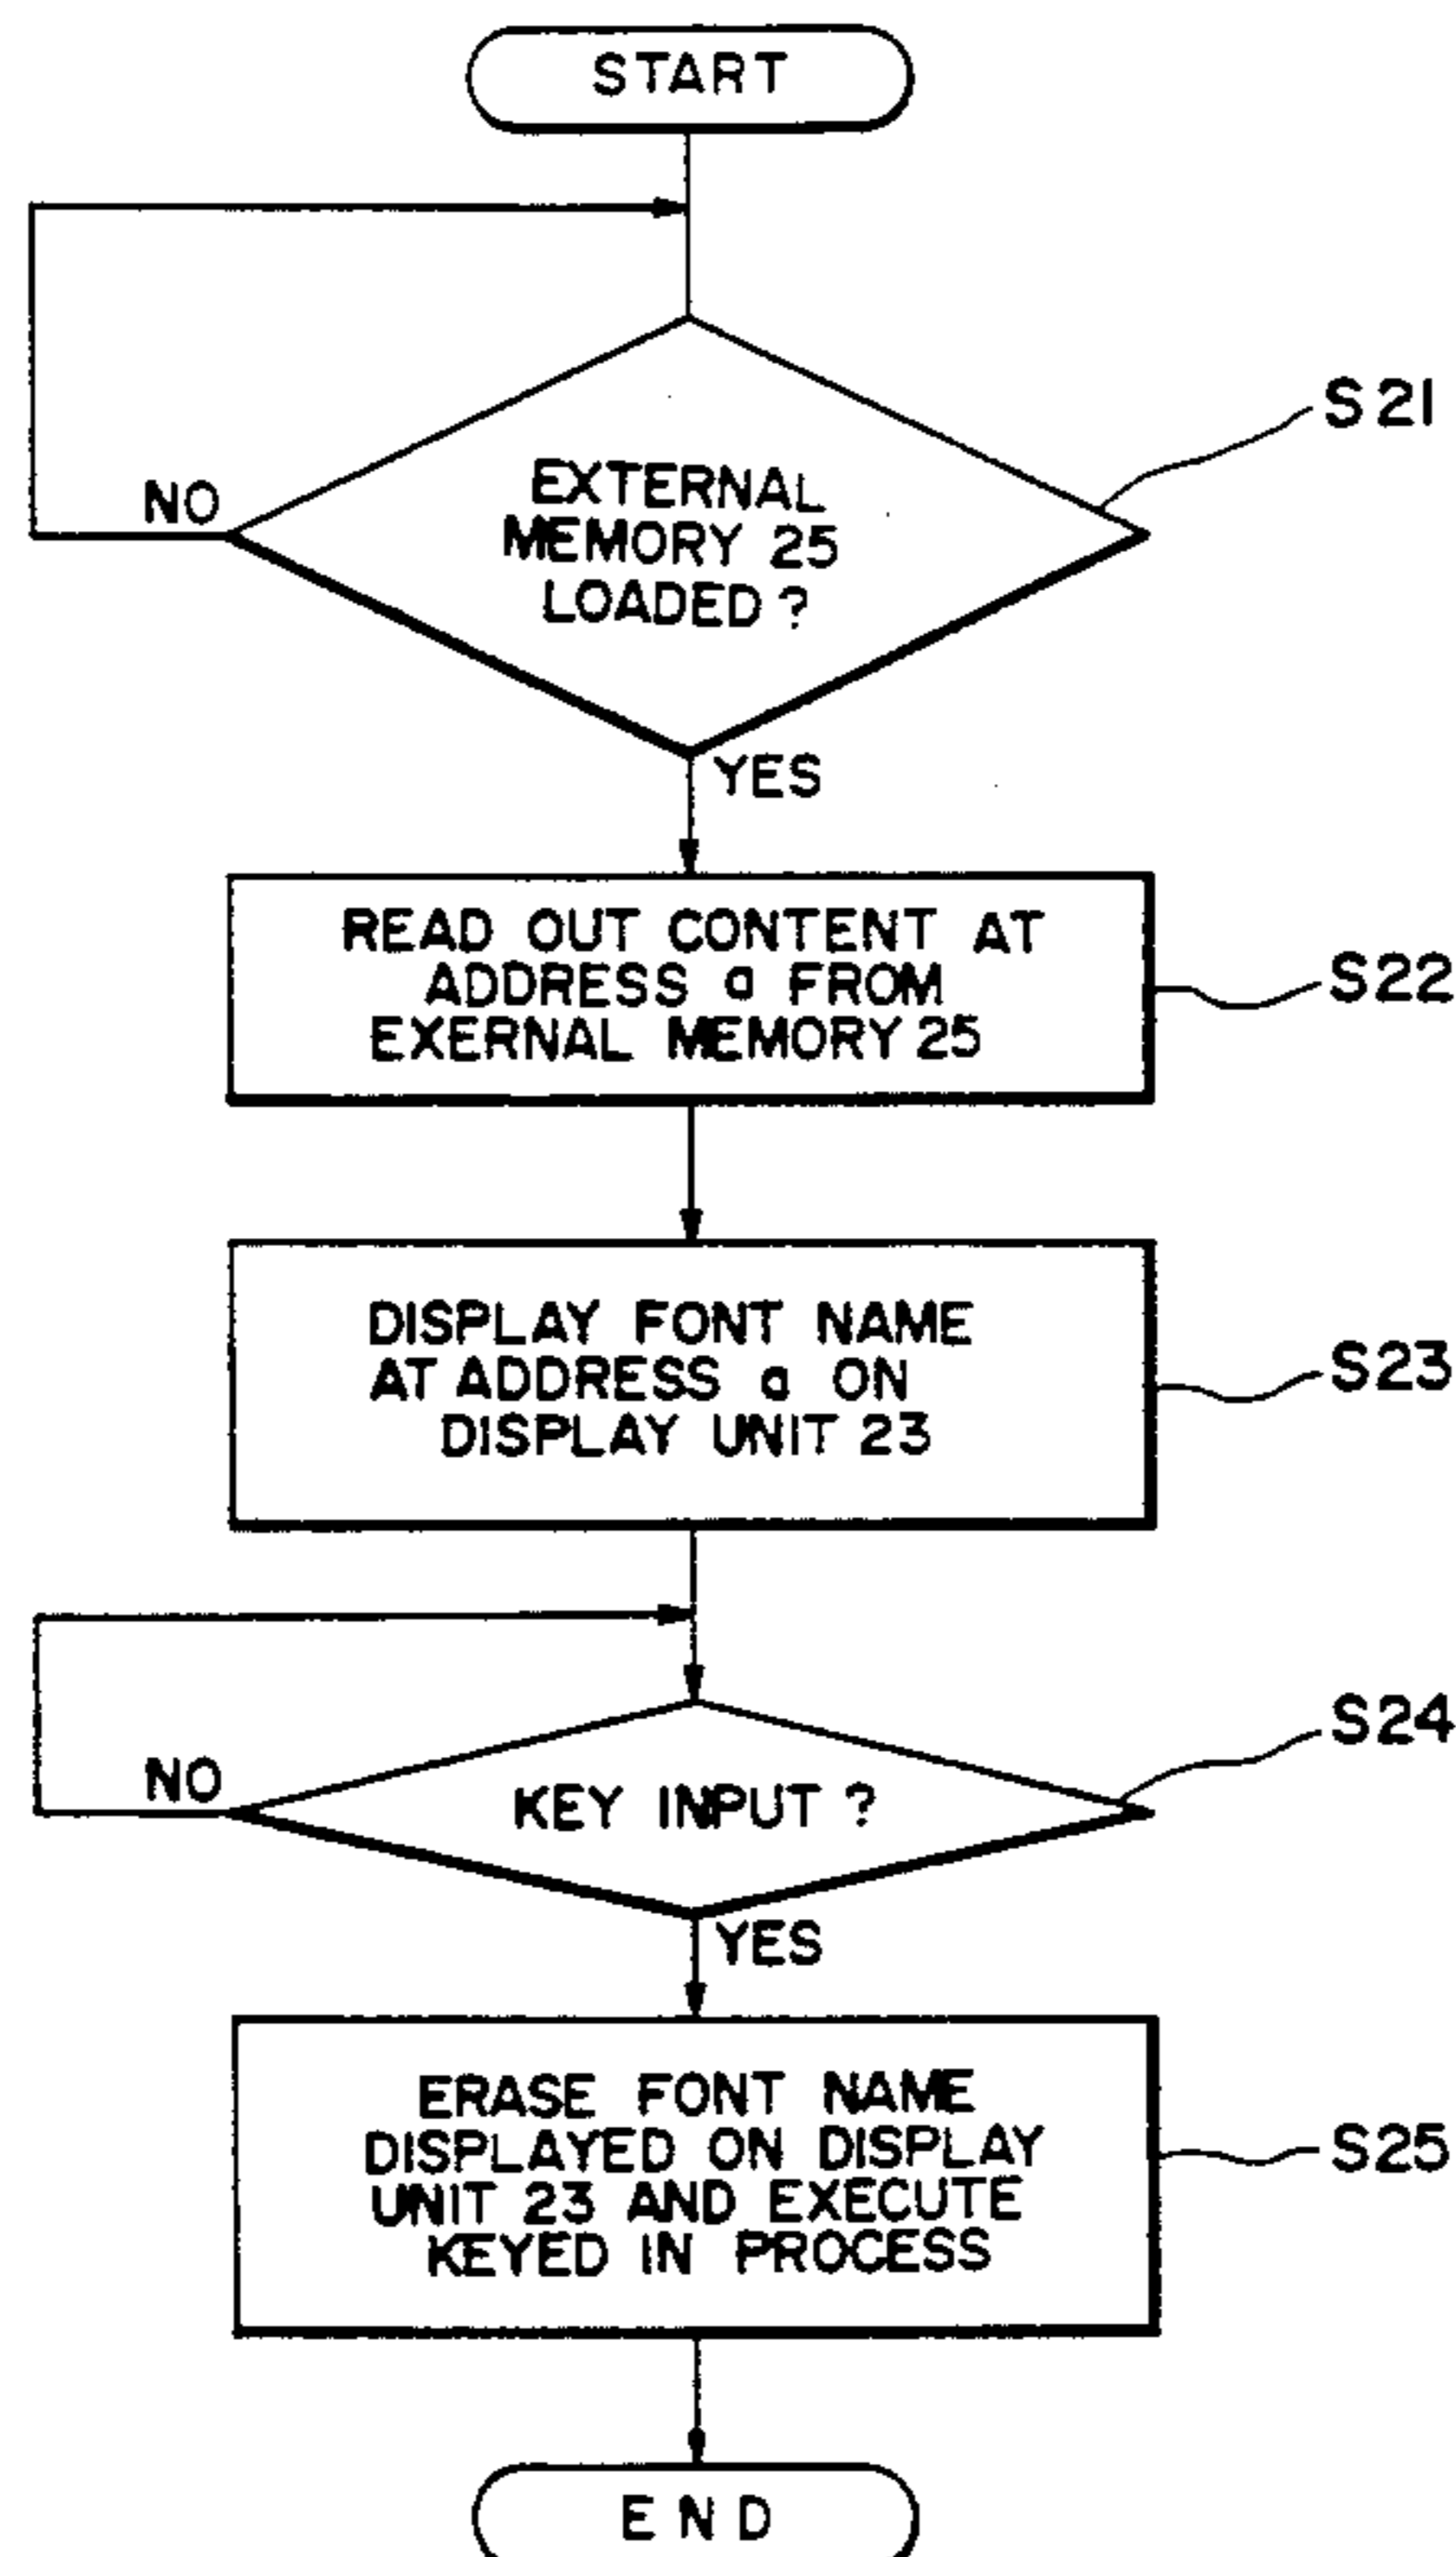 START
S21
NO
EXTERNAL
MEMORY 25
LOADED ?
YES
READ OUT CONTENT AT
ADDRESS a FROM
EXERNAL MEMORY 25
S22
DISPLAY FONT NAME
AT ADDRESS a ON
DISPLAY UNIT 23
S23
S24
NO
KEY INPUT ?
YES
ERASE FONT NAME
DISPLAYED ON DISPLAY
UNIT 23 AND EXECUTE
KEYED IN PROCESS
S25
END